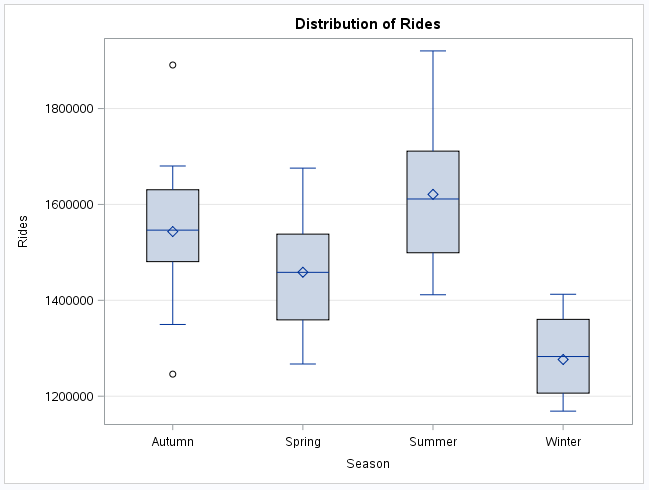 Distribution of Rides
Rides
1800000
1600000
1400000
1200000
Autumn Spring Summer Winter
Season